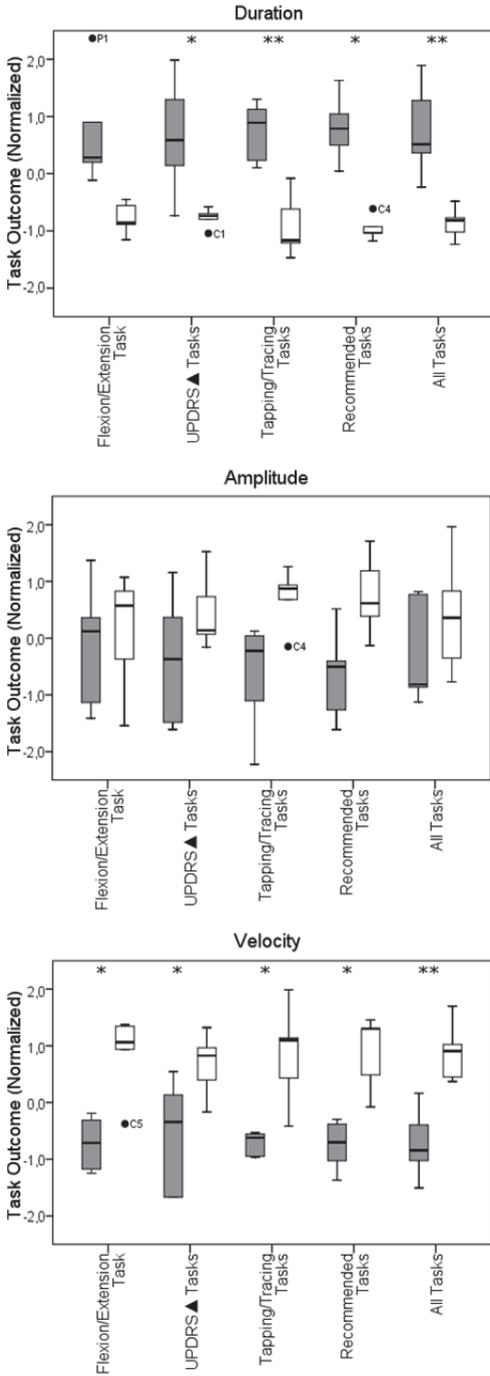 Duration
Task Outcome (Normalized)
* ** * **
2,0
1,0
0,0
-1,0
-2,0
P1
C1
C4
Flexion/Extension
Task
UPDRS▲ Tasks
Tapping/Tracing
Tasks
Recommended
Tasks
All Tasks
Amplitude
Task Outcome (Normalized)
2,0
1,0
0,0
-1,0
-2,0
C4
Flexion/Extension
Task
UPDRS▲ Tasks
Tapping/Tracing
Tasks
Recommended
Tasks
All Tasks
Velocity
Task Outcome (Normalized)
* * * * **
2,0
1,0
0,0
-1,0
-2,0
C5
Flexion/Extension
Task
UPDRS▲ Tasks
Tapping/Tracing
Tasks
Recommended
Tasks
All Tasks